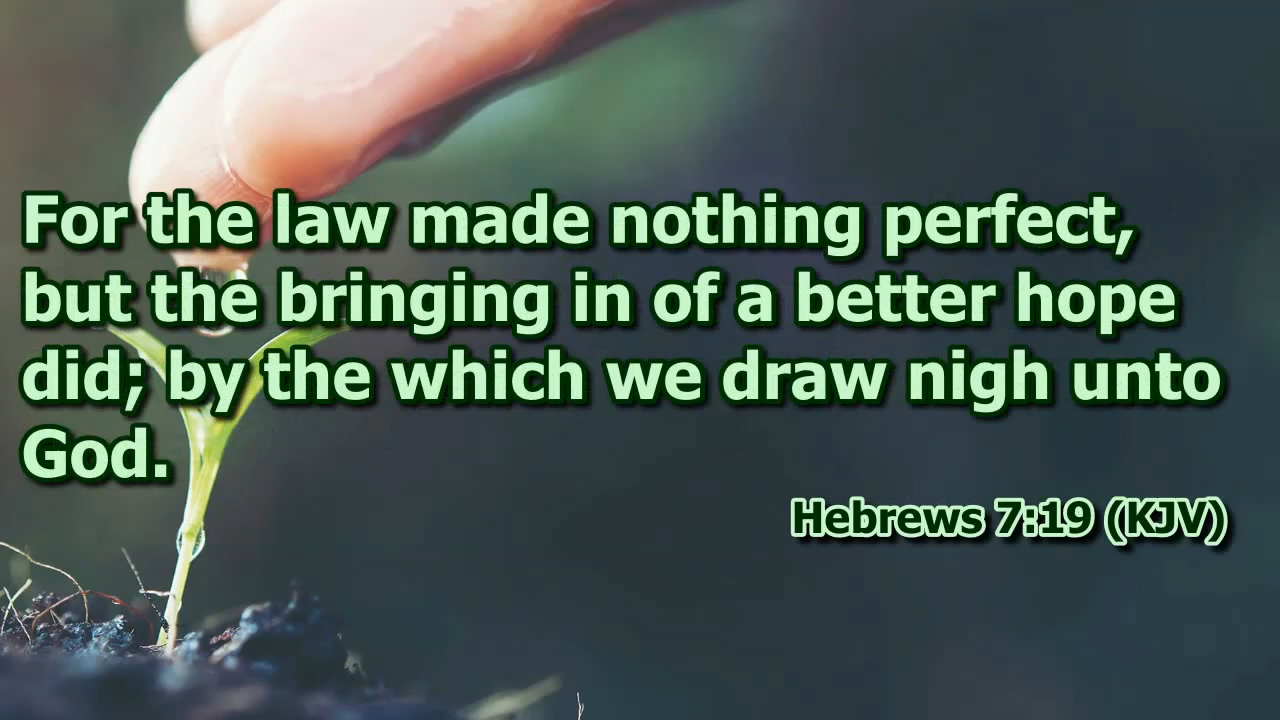 For the law made nothing perfect,
but the bringing in of a better hope
did; by the which we draw nigh unto
God.
Hebrews 7:19 (KJV)